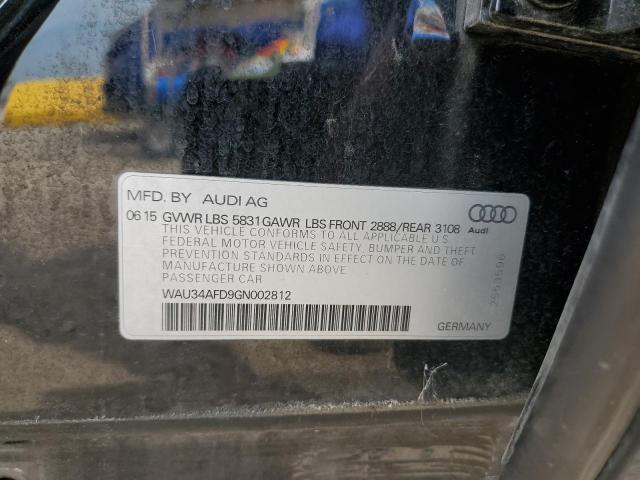 MFD. BY AUDI AG
06 15 GVWR LBS 5831 GAWR LBS FRONT 2888/REAR 3108
THIS VEHICLE CONFORMS TO ALL APPLICABLE U.S.
FEDERAL MOTOR VEHICLE SAFETY, BUMPER AND THEFT
PREVENTION STANDARDS IN EFFECT ON THE DATE OF
MANUFACTURE SHOWN ABOVE.
PASSENGER CAR
WAU34AFD9GN002812
Audi
GERMANY